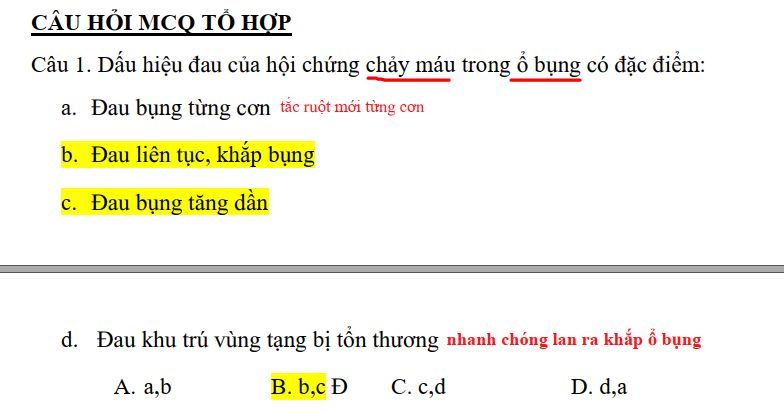 CÂU HỎI MCQ TỔ HỢP
Câu 1. Dấu hiệu đau của hội chứng chảy máu trong ổ bụng có đặc điểm:
a. Đau bụng từng cơn tắc ruột mới từng cơn
b. Đau liên tục, khắp bụng
c. Đau bụng tăng dần
d. Đau khu trú vùng tạng bị tổn thương nhanh chóng lan ra khắp ổ bụng
A. a,b B. b,c Đ C. c,d D. d,a